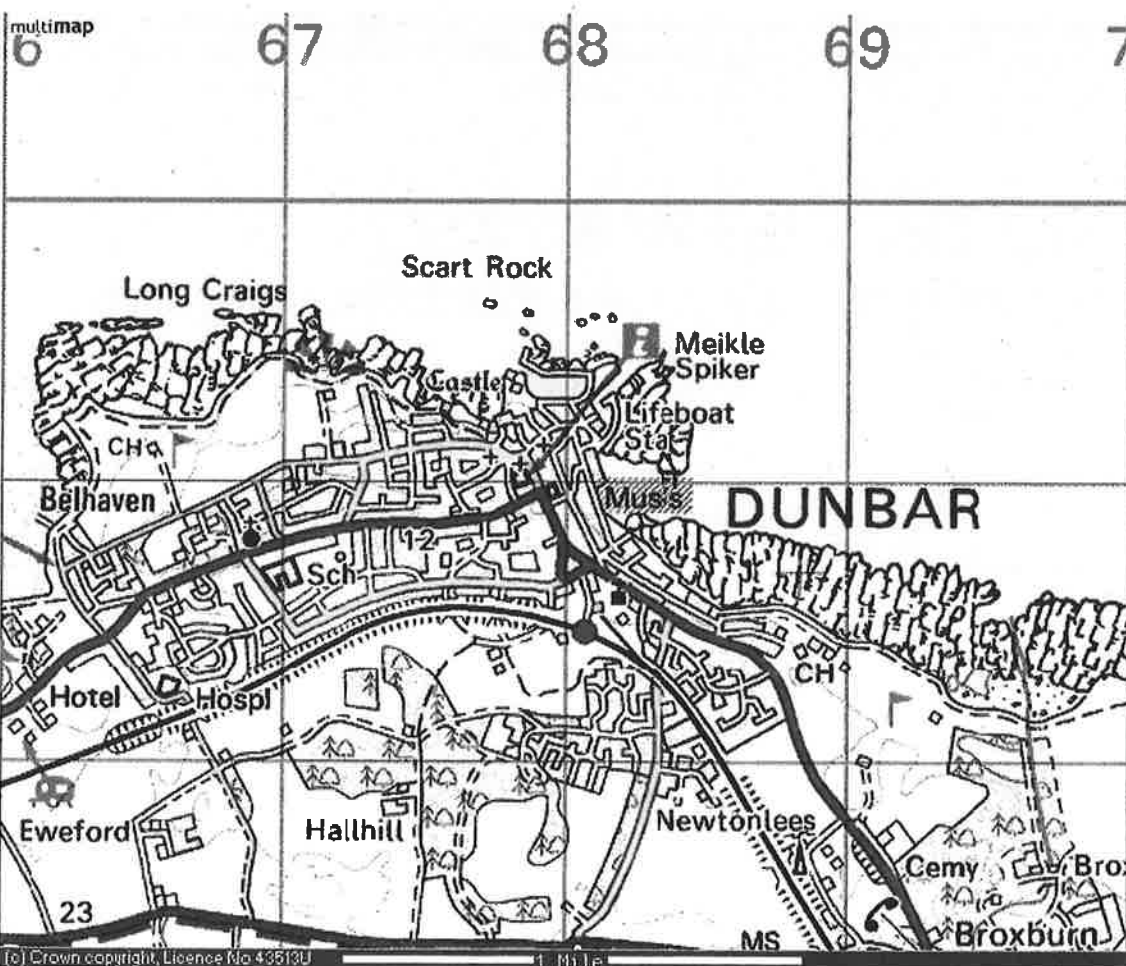 multimap
6 67 68 69 7
Scart Rock
Long Craigs
Meikle
Spiker
Castle
Lifeboat
Sta
CH
Belhaven
Mus's
DUNBAR
12
Sch
CH
Hotel
Hospl
Eweford
Hallhill
Newtonlees
Cemy
Brox
23
MS
Broxburn
(c) Crown copyright, Licence No 43513U
1 Mile